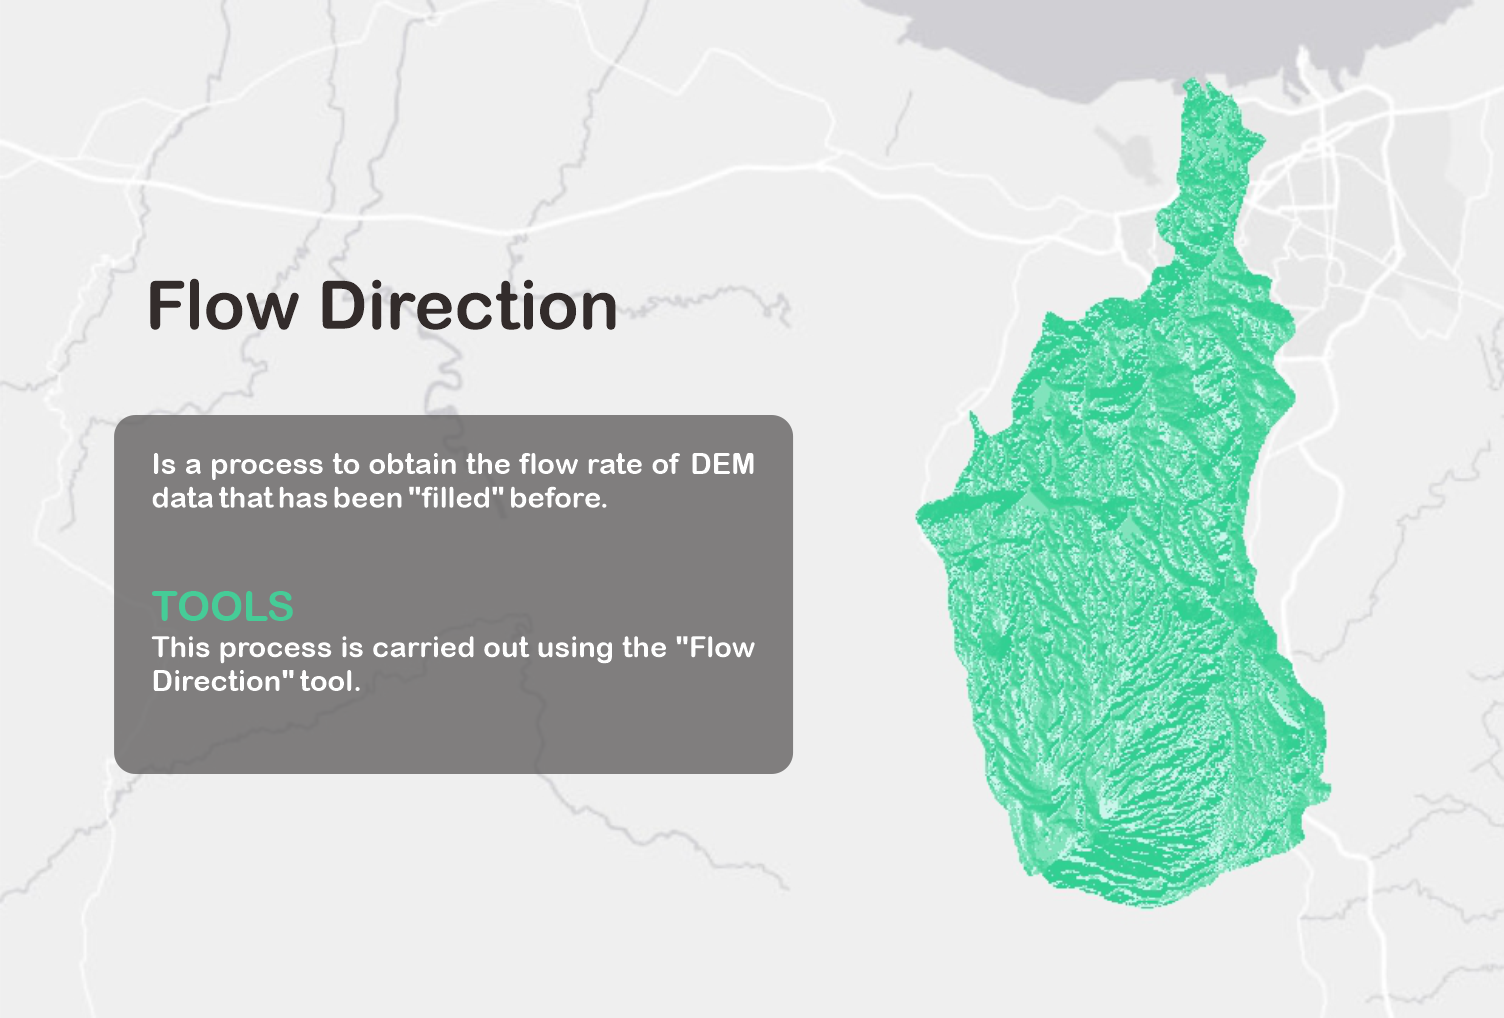 Flow Direction
Is a process to obtain the flow rate of DEM
data that has been "filled" before.
TOOLS
This process is carried out using the "Flow
Direction" tool.